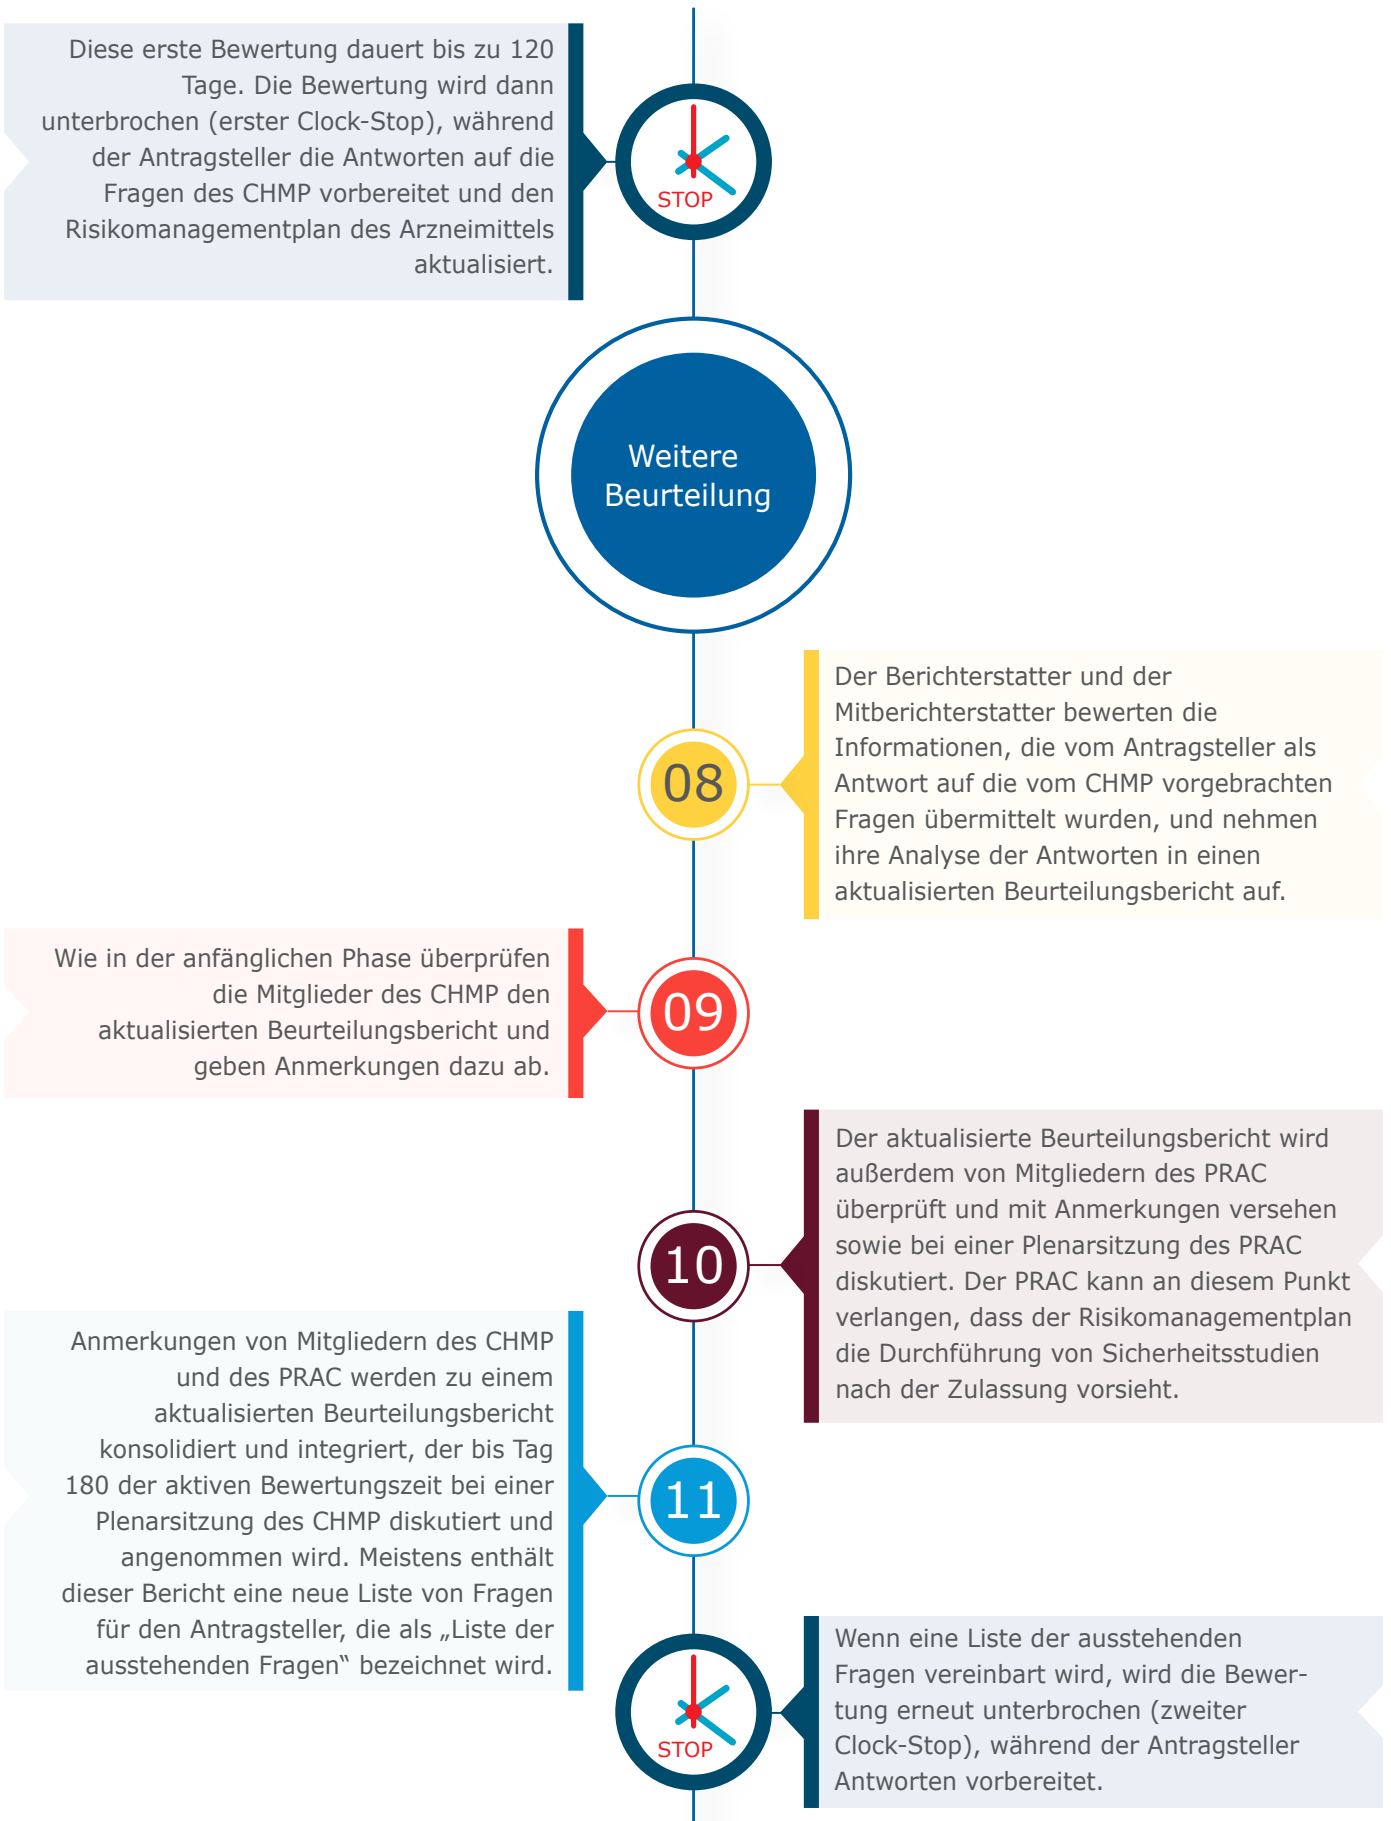 Diese erste Bewertung dauert bis zu 120
Tage. Die Bewertung wird dann
unterbrochen (erster Clock-Stop), während
der Antragsteller die Antworten auf die
Fragen des CHMP vorbereitet und den
Risikomanagementplan des Arzneimittels
aktualisiert.
STOP
Weitere
Beurteilung
08
Der Berichterstatter und der
Mitberichterstatter bewerten die
Informationen, die vom Antragsteller als
Antwort auf die vom CHMP vorgebrachten
Fragen übermittelt wurden, und nehmen
ihre Analyse der Antworten in einen
aktualisierten Beurteilungsbericht auf.
Wie in der anfänglichen Phase überprüfen
die Mitglieder des CHMP den
aktualisierten Beurteilungsbericht und
geben Anmerkungen dazu ab.
09
10
Der aktualisierte Beurteilungsbericht wird
außerdem von Mitgliedern des PRAC
überprüft und mit Anmerkungen versehen
sowie bei einer Plenarsitzung des PRAC
diskutiert. Der PRAC kann an diesem Punkt
verlangen, dass der Risikomanagementplan
die Durchführung von Sicherheitsstudien
nach der Zulassung vorsieht.
Anmerkungen von Mitgliedern des CHMP
und des PRAC werden zu einem
aktualisierten Beurteilungsbericht
konsolidiert und integriert, der bis Tag
180 der aktiven Bewertungszeit bei einer
Plenarsitzung des CHMP diskutiert und
angenommen wird. Meistens enthält
dieser Bericht eine neue Liste von Fragen
für den Antragsteller, die als „Liste der
ausstehenden Fragen“ bezeichnet wird.
11
STOP
Wenn eine Liste der ausstehenden
Fragen vereinbart wird, wird die Bewer-
tung erneut unterbrochen (zweiter
Clock-Stop), während der Antragsteller
Antworten vorbereitet.